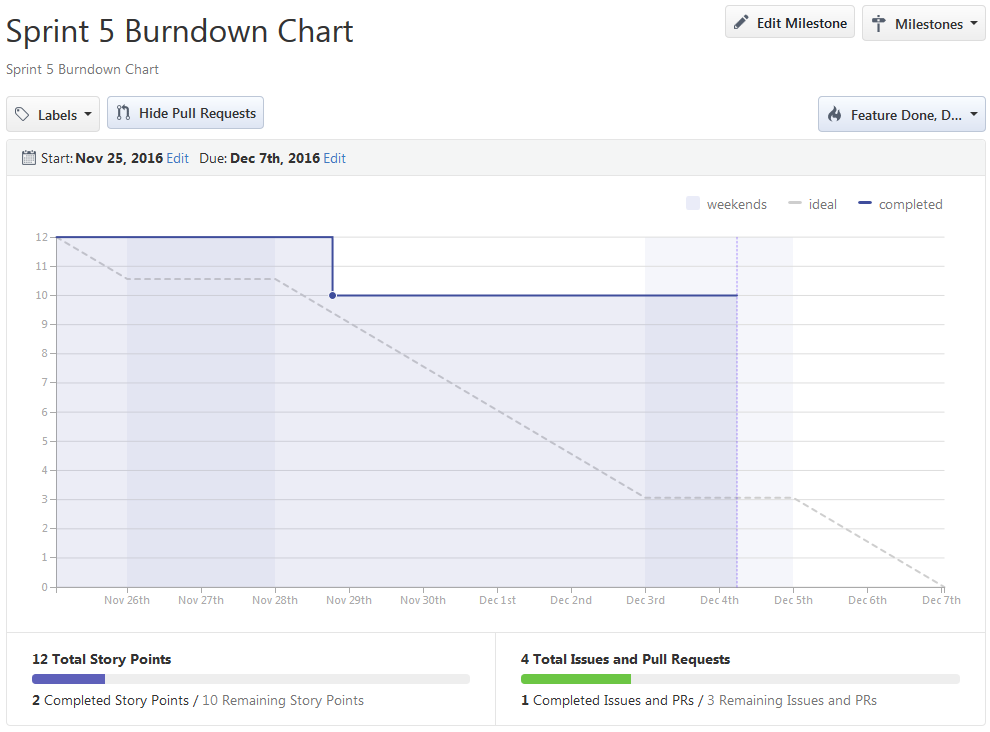 Sprint 5 Burndown Chart
Edit Milestone
Milestones
Sprint 5 Burndown Chart
Labels
Hide Pull Requests
Feature Done, D...
Start: Nov 25, 2016 Edit Due: Dec 7th, 2016 Edit
weekends ideal completed
12
11
10
9
8
7
6
5
4
3
2
1
0
Nov 26th Nov 27th Nov 28th Nov 29th Nov 30th Dec 1st Dec 2nd Dec 3rd Dec 4th Dec 5th Dec 6th Dec 7th
12 Total Story Points
2 Completed Story Points / 10 Remaining Story Points
4 Total Issues and Pull Requests
1 Completed Issues and PRs / 3 Remaining Issues and PRs